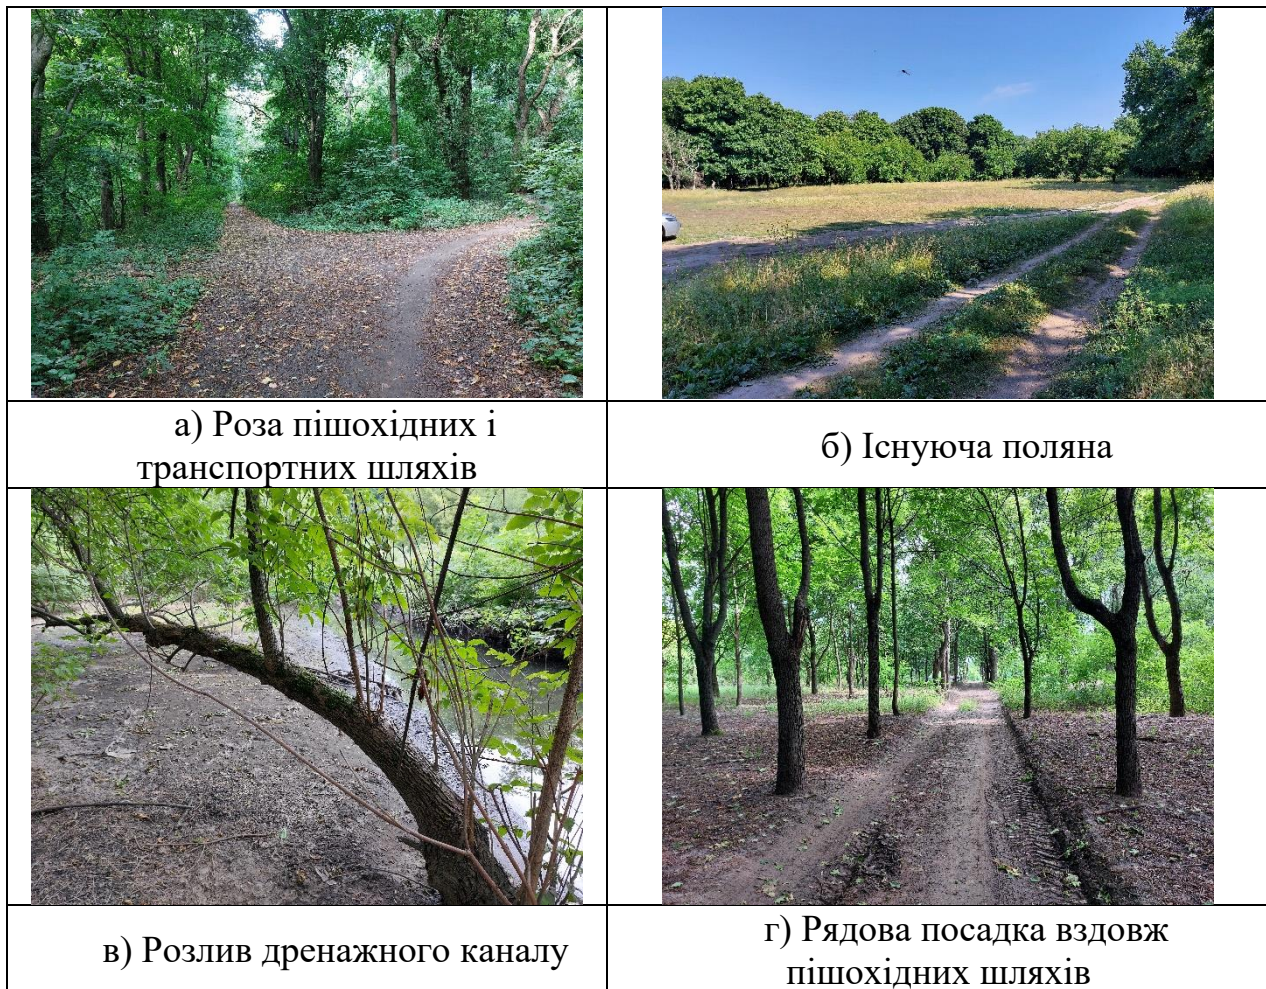 а) Роза пішохідних і
транспортних шляхів
б) Існуюча поляна
в) Розлив дренажного каналу
г) Рядова посадка вздовж
пішохідних шляхів